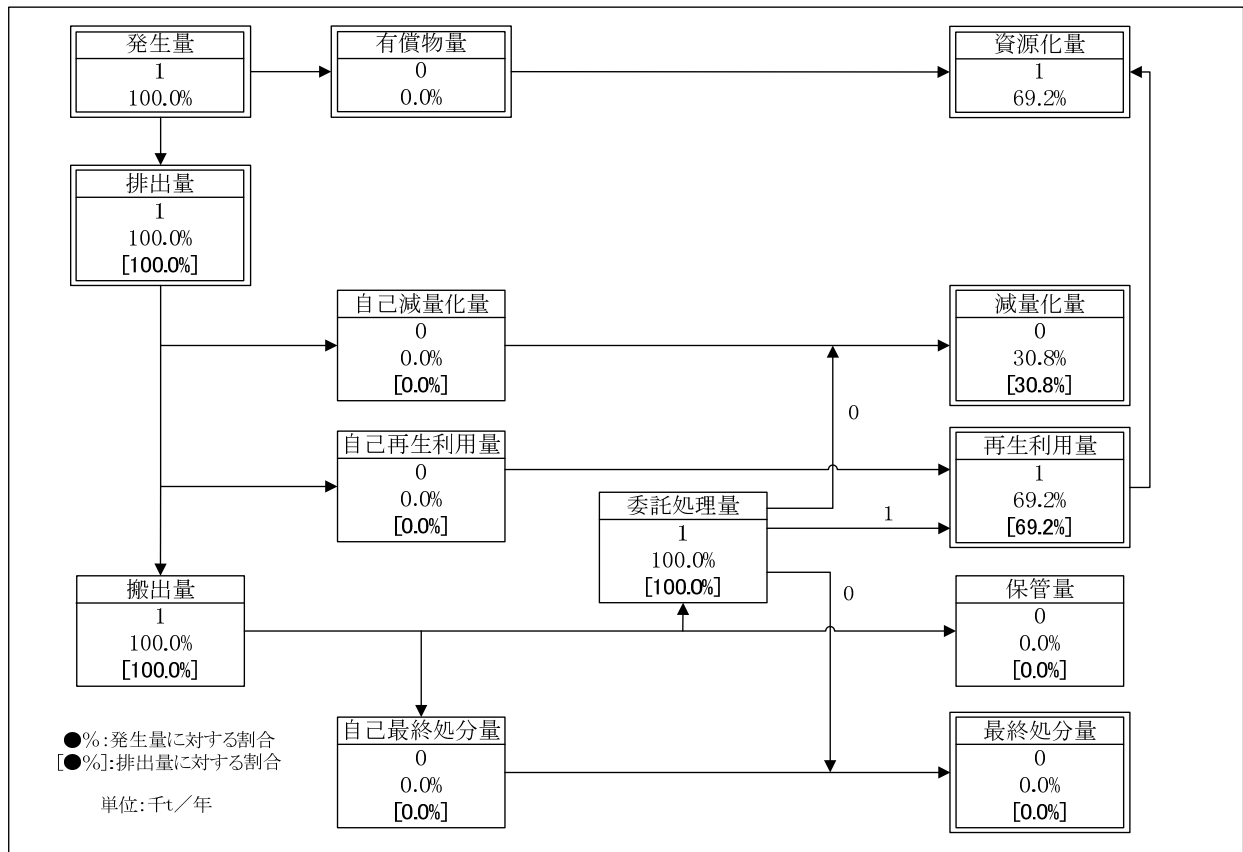 発生量
1
100.0%
有償物量
0
0.0%
資源化量
1
69.2%
排出量
1
100.0%
[100.0%]
自己減量化量
0
0.0%
[0.0%]
減量化量
0
30.8%
[30.8%]
0
自己再生利用量
0
0.0%
[0.0%]
再生利用量
1
69.2%
[69.2%]
委託処理量
1
100.0%
[100.0%]
1
0
搬出量
1
100.0%
[100.0%]
保管量
0
0.0%
[0.0%]
自己最終処分量
0
0.0%
[0.0%]
最終処分量
0
0.0%
[0.0%]
●%:発生量に対する割合
[●%]:排出量に対する割合
単位:千t/年